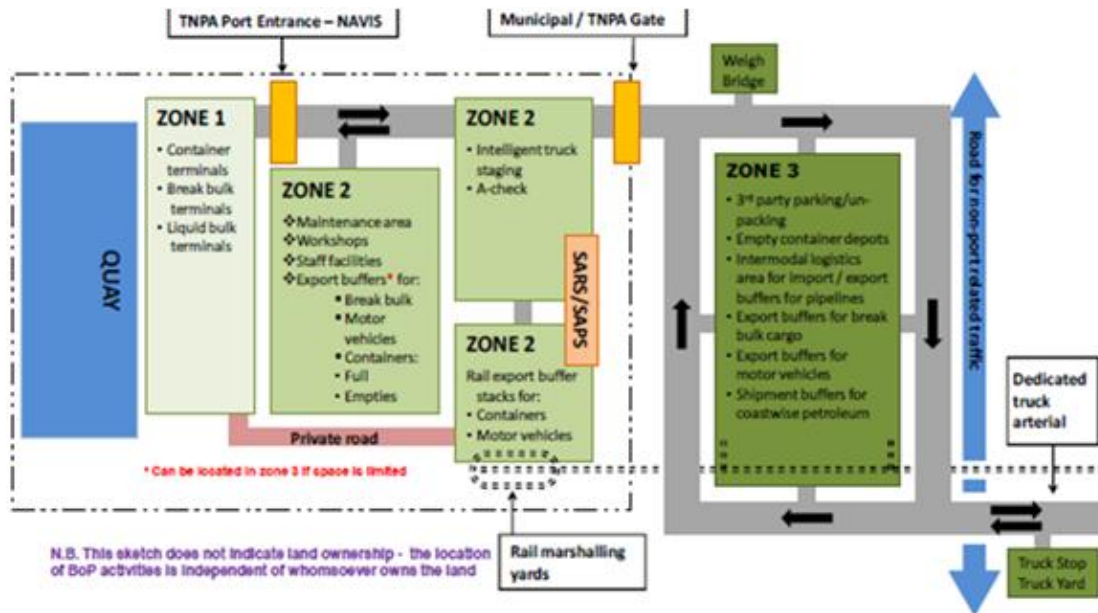 TNPA Port Entrance – NAVIS
Municipal / TNPA Gate
Weigh
Bridge
QUAY
ZONE 1
• Container
terminals
• Break bulk
terminals
• Liquid bulk
terminals
ZONE 2
❖Maintenance area
❖Workshops
❖Staff facilities
❖Export buffers* for:
▪ Break bulk
▪ Motor
vehicles
▪ Containers:
• Full
• Empties
ZONE 2
• Intelligent truck
staging
• A-check
SARS/SAPS
ZONE 2
Rail export buffer
stacks for:
• Containers
• Motor vehicles
Private road
* Can be located in zone 3 if space is limited
ZONE 3
• 3rd party parking/un-
packing
• Empty container depots
• Intermodal logistics
area for import / export
buffers for pipelines
• Export buffers for break
bulk cargo
• Export buffers for
motor vehicles
• Shipment buffers for
coastwise petroleum
Road for non-port related traffic
Dedicated
truck
arterial
N.B. This sketch does not indicate land ownership - the location
of BoP activities is independent of whomsoever owns the land
Rail marshalling
yards
Truck Stop
Truck Yard